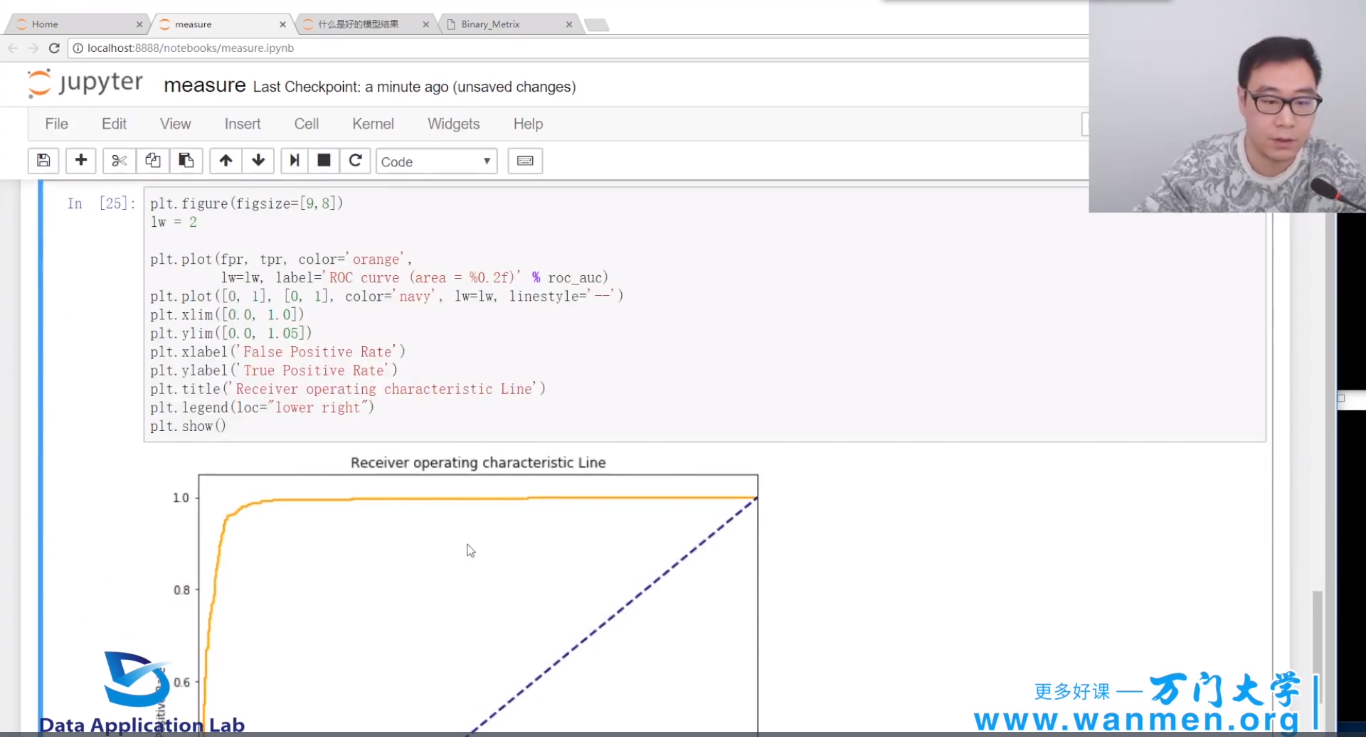 Home
measure
什么是好的模型结果
Binary_Metrix
localhost:8888/notebooks/measure.ipynb
jupyter measure Last Checkpoint: a minute ago (unsaved changes)
File Edit View Insert Cell Kernel Widgets Help
Code
In [25]:
plt.figure(figsize=[9,8])
lw = 2
plt.plot(fpr, tpr, color='orange',
lw=lw, label='ROC curve (area = %0.2f)' % roc_auc)
plt.plot([0, 1], [0, 1], color='navy', lw=lw, linestyle='--')
plt.xlim([0.0, 1.0])
plt.ylim([0.0, 1.05])
plt.xlabel('False Positive Rate')
plt.ylabel('True Positive Rate')
plt.title('Receiver operating characteristic Line')
plt.legend(loc="lower right")
plt.show()
Receiver operating characteristic Line
1.0
0.8
0.6
Data Application Lab
更多好课 — 万门大学
www.wanmen.org